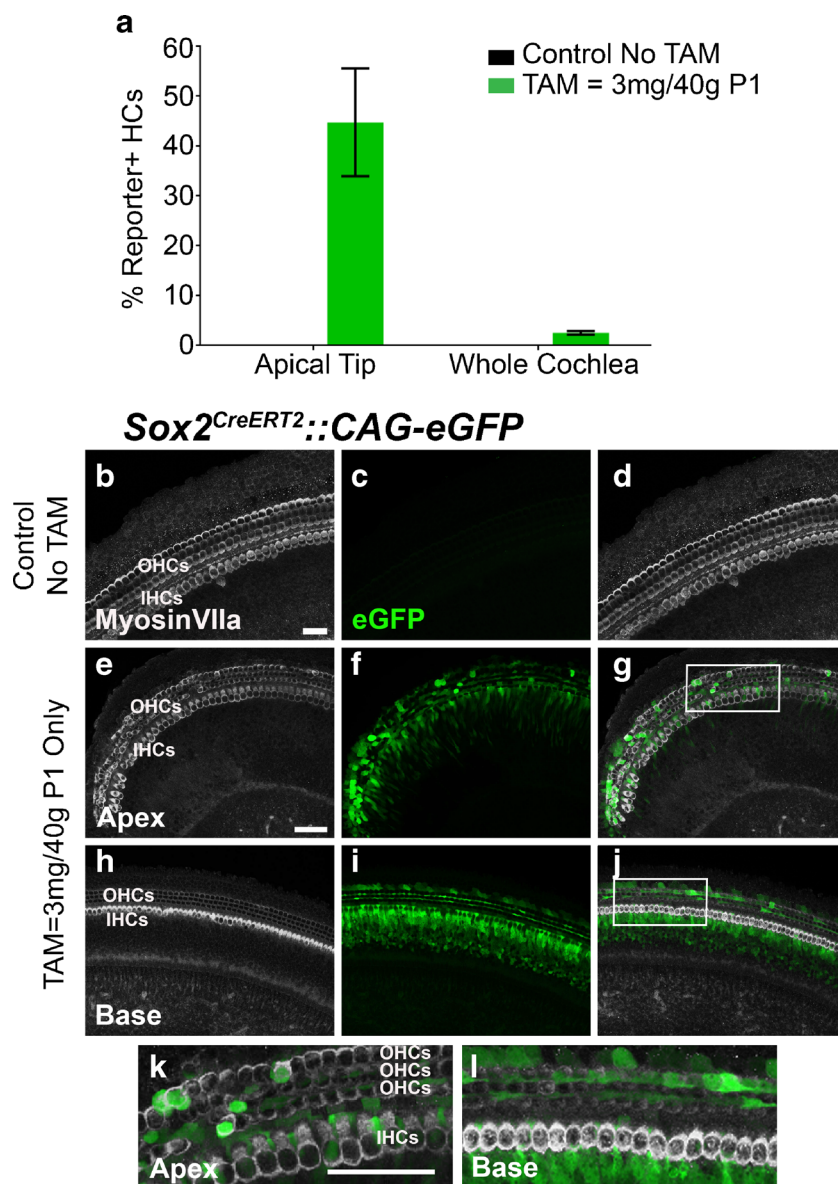 a
60
50
40
30
20
10
0
% Reporter+ HCs
Control No TAM
TAM = 3mg/40g P1
Apical Tip
Whole Cochlea
Sox2CreERT2::CAG-eGFP
Control
No TAM
b
OHCs
IHCs
MyosinVIIa
c
eGFP
d
TAM=3mg/40g P1 Only
e
OHCs
IHCs
Apex
f
g
h
OHCs
IHCs
Base
i
j
k
OHCs
OHCs
OHCs
IHCs
Apex
l
Base